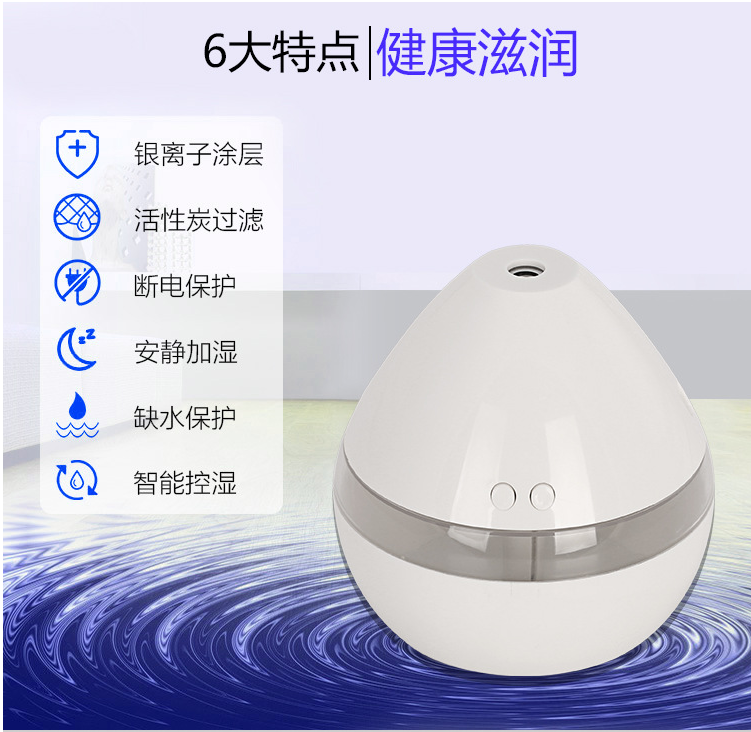 6大特点|健康滋润
银离子涂层
活性炭过滤
断电保护
安静加湿
缺水保护
智能控湿